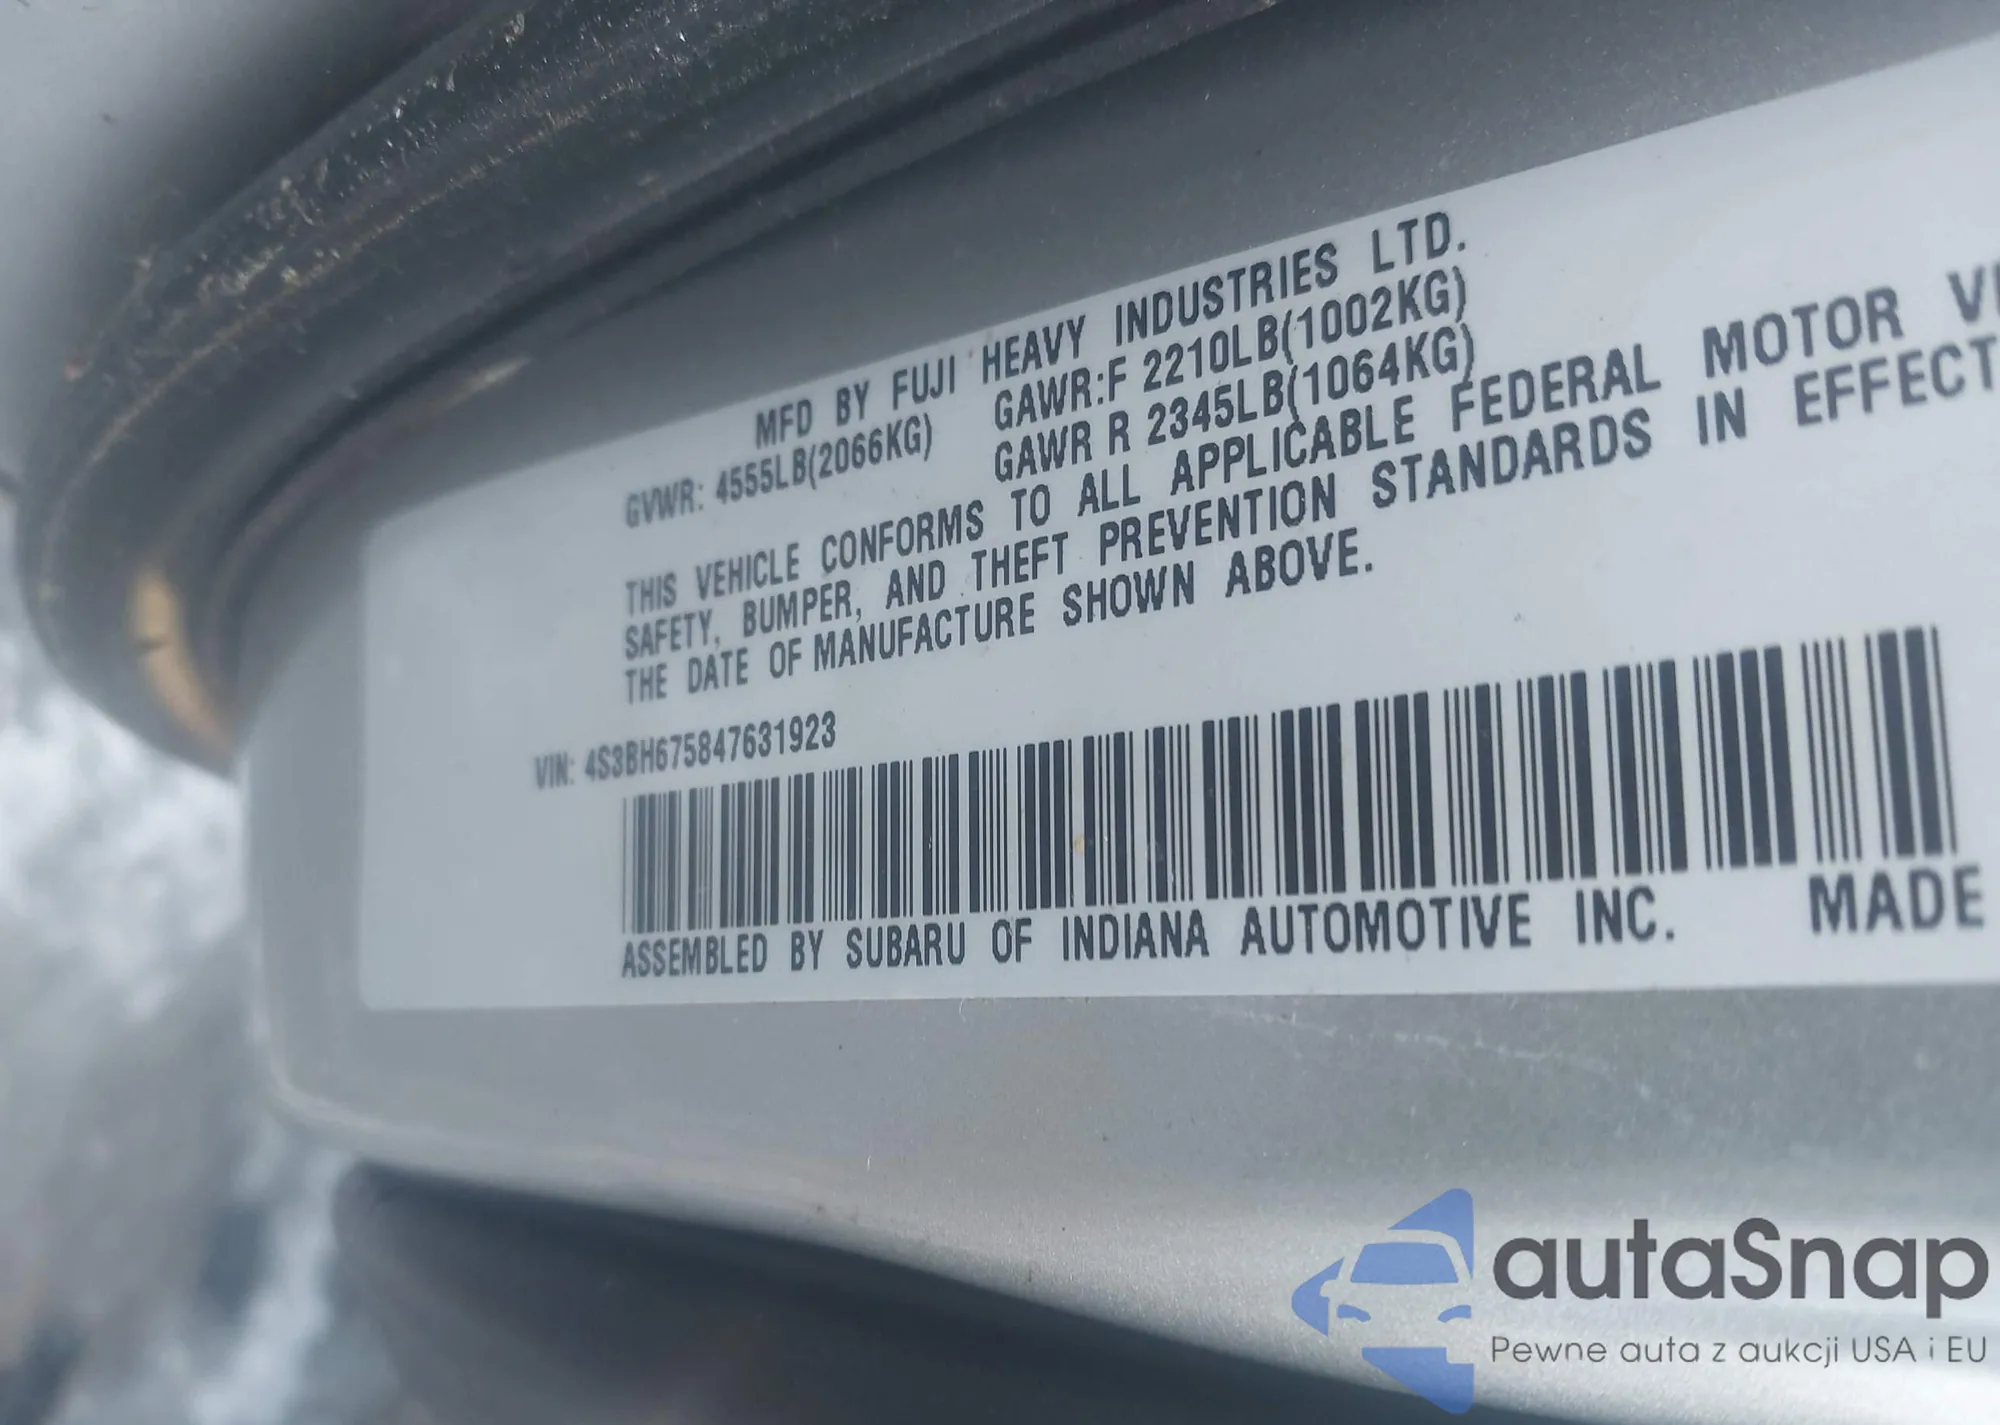 MFD BY FUJI HEAVY INDUSTRIES LTD.
GVWR: 4555LB(2066KG) GAWR:F 2210LB(1002KG)
GAWR R 2345LB(1064KG)
THIS VEHICLE CONFORMS TO ALL APPLICABLE FEDERAL MOTOR
SAFETY, BUMPER, AND THEFT PREVENTION STANDARDS IN EFFECT
THE DATE OF MANUFACTURE SHOWN ABOVE.
VIN: 4S3BH675847631923
ASSEMBLED BY SUBARU OF INDIANA AUTOMOTIVE INC. MADE
autaSnap
Pewne auta z aukcji USA i EU